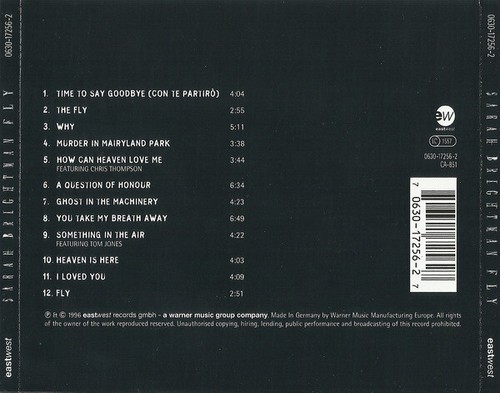 0630-17256-2
SARAH BRIGHTMAN FLY
eastwest
1. TIME TO SAY GOODBYE (CON TE PARTIRÒ) 4:04
2. THE FLY 2:55
3. WHY 5:11
4. MURDER IN MAIRYLAND PARK 3:38
5. HOW CAN HEAVEN LOVE ME 3:44
FEATURING CHRIS THOMPSON
6. A QUESTION OF HONOUR 6:34
7. GHOST IN THE MACHINERY 4:23
8. YOU TAKE MY BREATH AWAY 6:49
9. SOMETHING IN THE AIR 4:22
FEATURING TOM JONES
10. HEAVEN IS HERE 4:03
11. I LOVED YOU 4:09
12. FLY 2:51
℗ & © 1996 eastwest records gmbh - a warner music group company. Made In Germany by Warner Music Manufacturing Europe. All rights
of the owner of the work reproduced reserved. Unauthorised copying, hiring, lending, public performance and broadcasting of this record prohibited.
ew
eastwest
LC 1557
0630-17256-2
CA-851
7 0630-17256-2 7
0630-17256-2
SARAH BRIGHTMAN FLY
eastwest